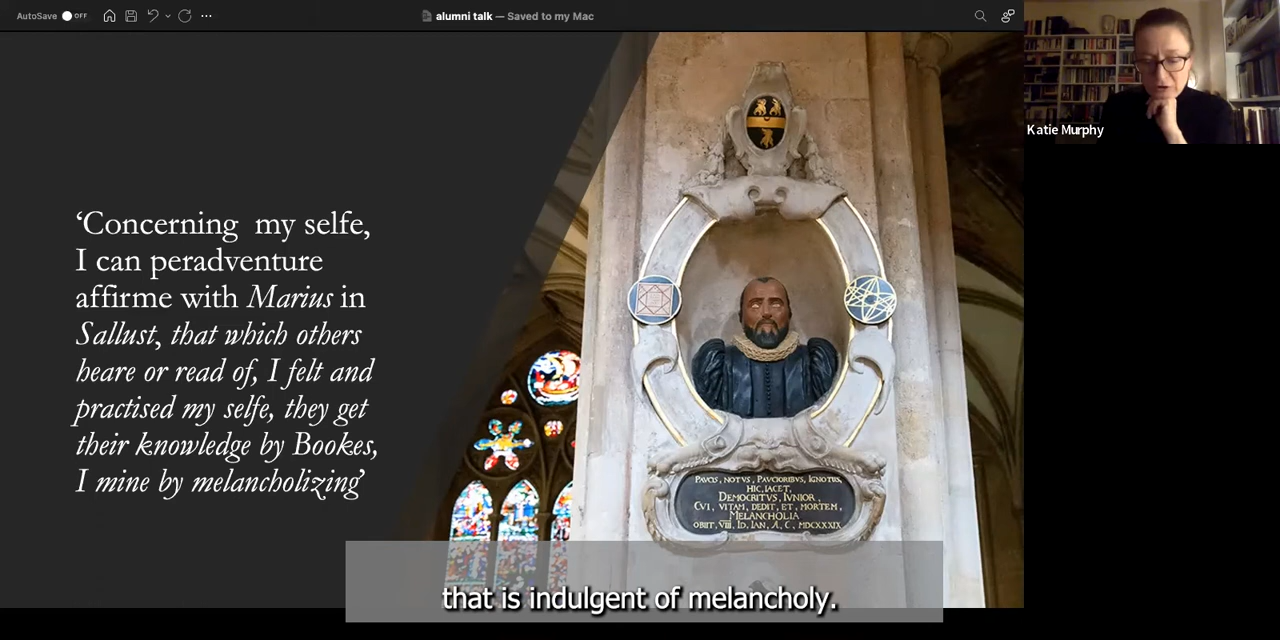 AutoSave OFF
alumni talk — Saved to my Mac
Katie Murphy
‘Concerning my selfe,
I can peradventure
affirme with Marius in
Sallust, that which others
heare or read of, I felt and
practised my selfe, they get
their knowledge by Bookes,
I mine by melancholizing’
PAVCIS, NOTVS, PAVCIORIBVS, IGNOTVS,
HIC, IACET,
DEMOCRITVS, IVNIOR,
CVI, VITAM, DEDIT, ET, MORTEM,
MELANCHOLIA
OBIIT, VIII, ID, IAN, A, C, MDCXXXIX
that is indulgent of melancholy.